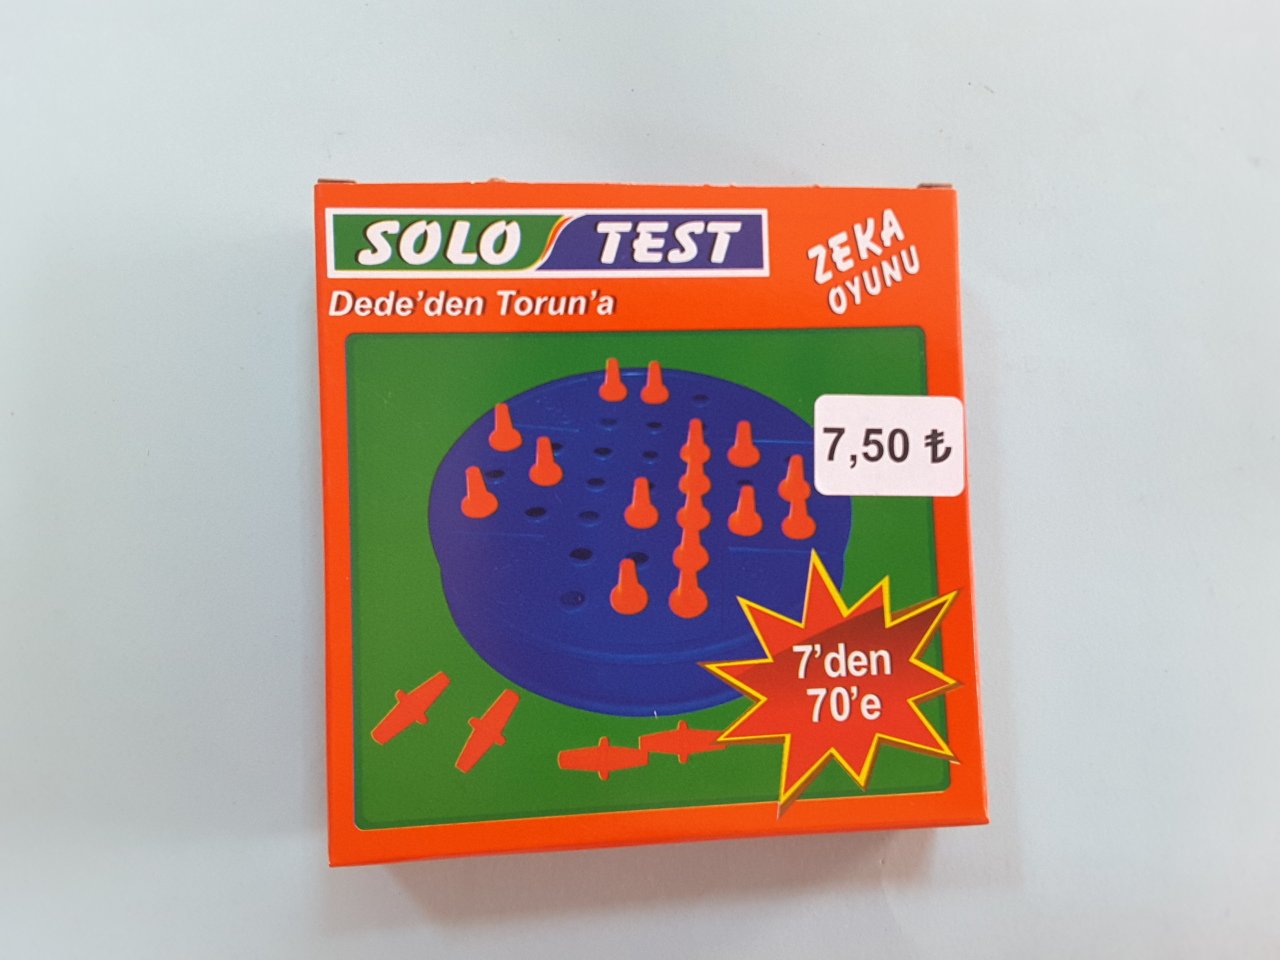 SOLO TEST
ZEKA
OYUNU
Dede'den Torun'a
7,50 ₺
7'den
70'e